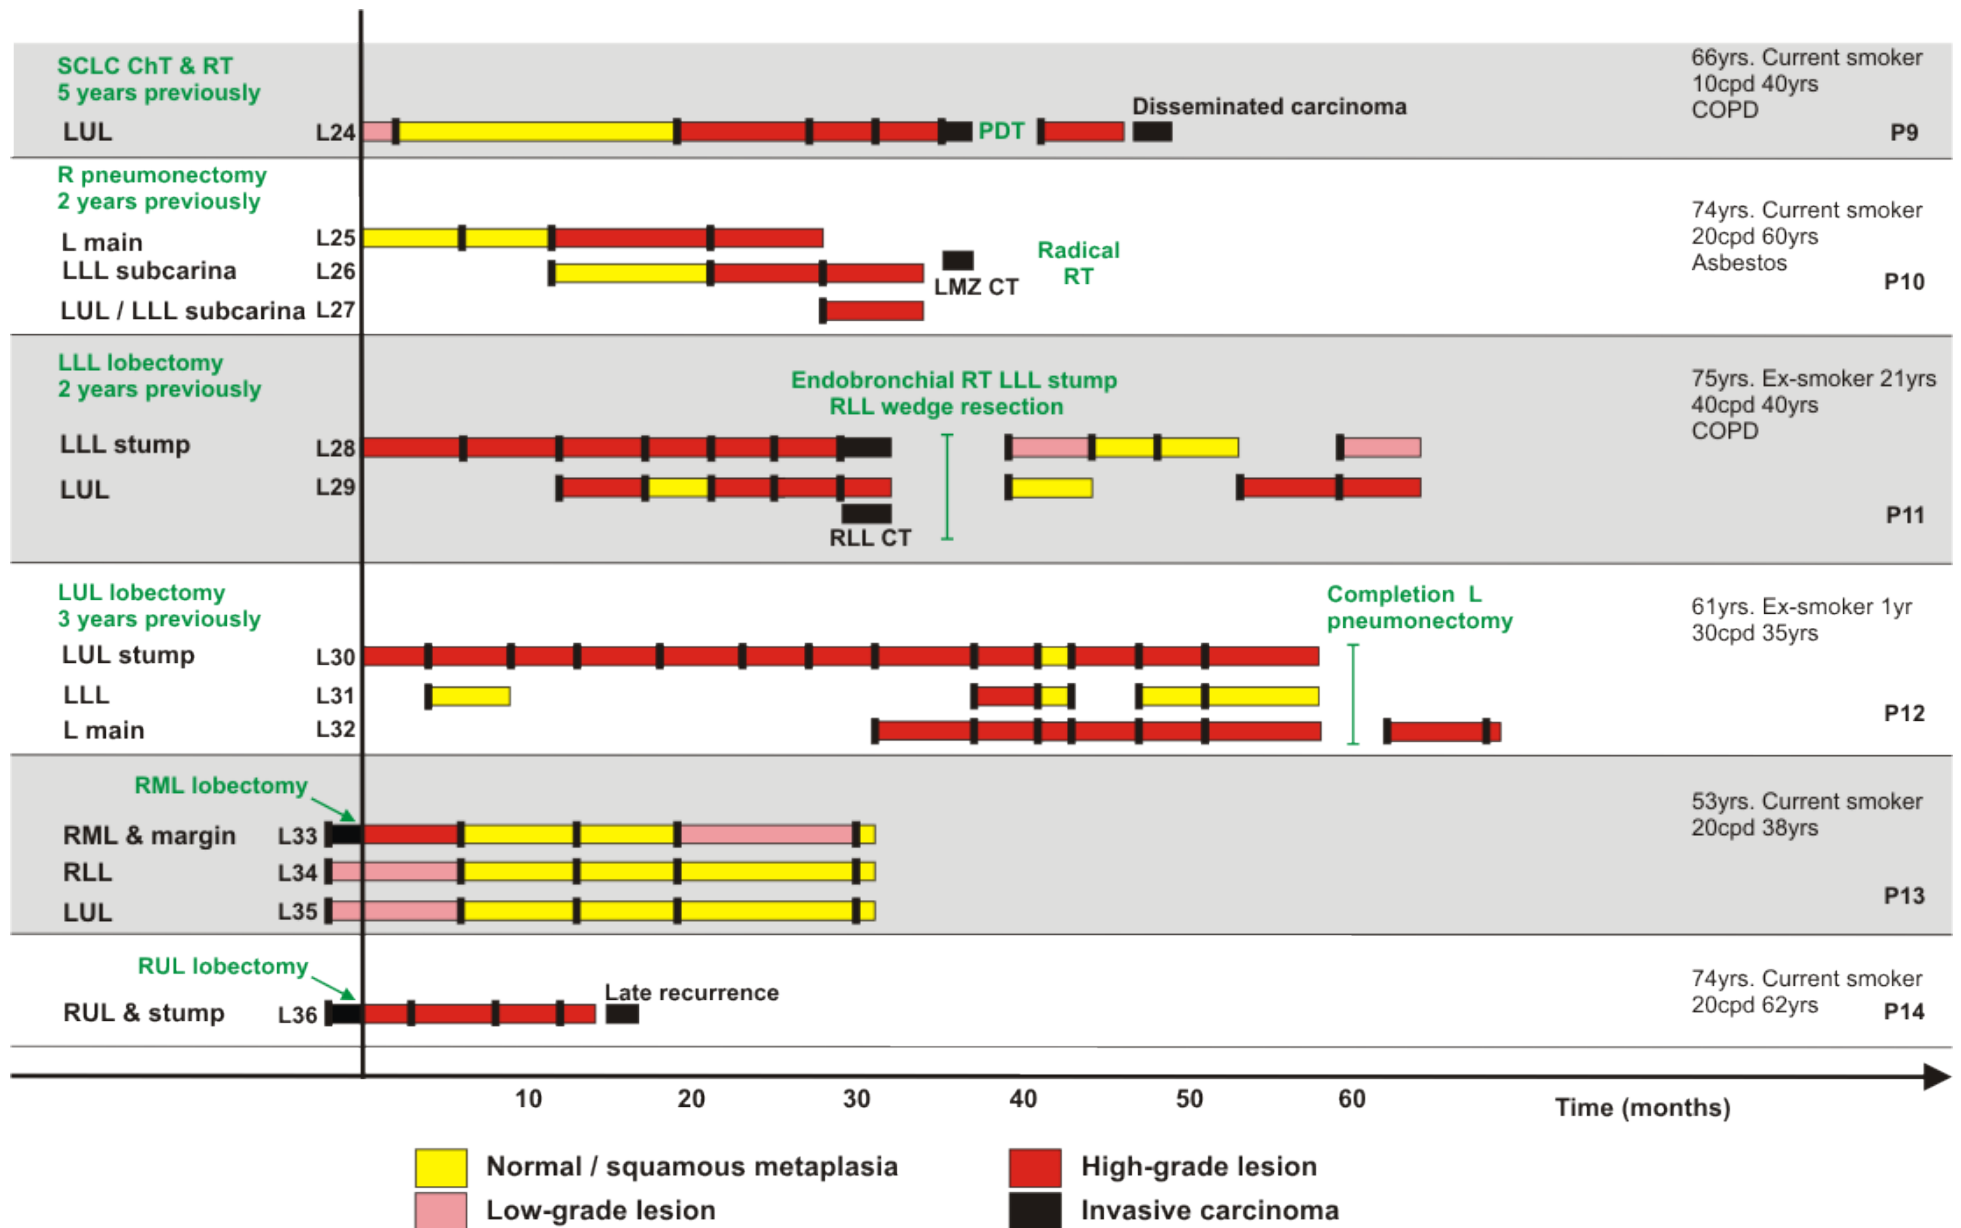 SCLC ChT & RT
5 years previously
LUL L24
PDT
Disseminated carcinoma
66yrs. Current smoker
10cpd 40yrs
COPD
P9
R pneumonectomy
2 years previously
L main L25
LLL subcarina L26
LUL / LLL subcarina L27
LMZ CT
Radical
RT
74yrs. Current smoker
20cpd 60yrs
Asbestos
P10
LLL lobectomy
2 years previously
Endobronchial RT LLL stump
RLL wedge resection
LLL stump L28
LUL L29
RLL CT
75yrs. Ex-smoker 21yrs
40cpd 40yrs
COPD
P11
LUL lobectomy
3 years previously
LUL stump L30
LLL L31
L main L32
Completion L
pneumonectomy
61yrs. Ex-smoker 1yr
30cpd 35yrs
P12
RML lobectomy
RML & margin L33
RLL L34
LUL L35
53yrs. Current smoker
20cpd 38yrs
P13
RUL lobectomy
RUL & stump L36
Late recurrence
74yrs. Current smoker
20cpd 62yrs
P14
10 20 30 40 50 60 Time (months)
Normal / squamous metaplasia High-grade lesion
Low-grade lesion Invasive carcinoma